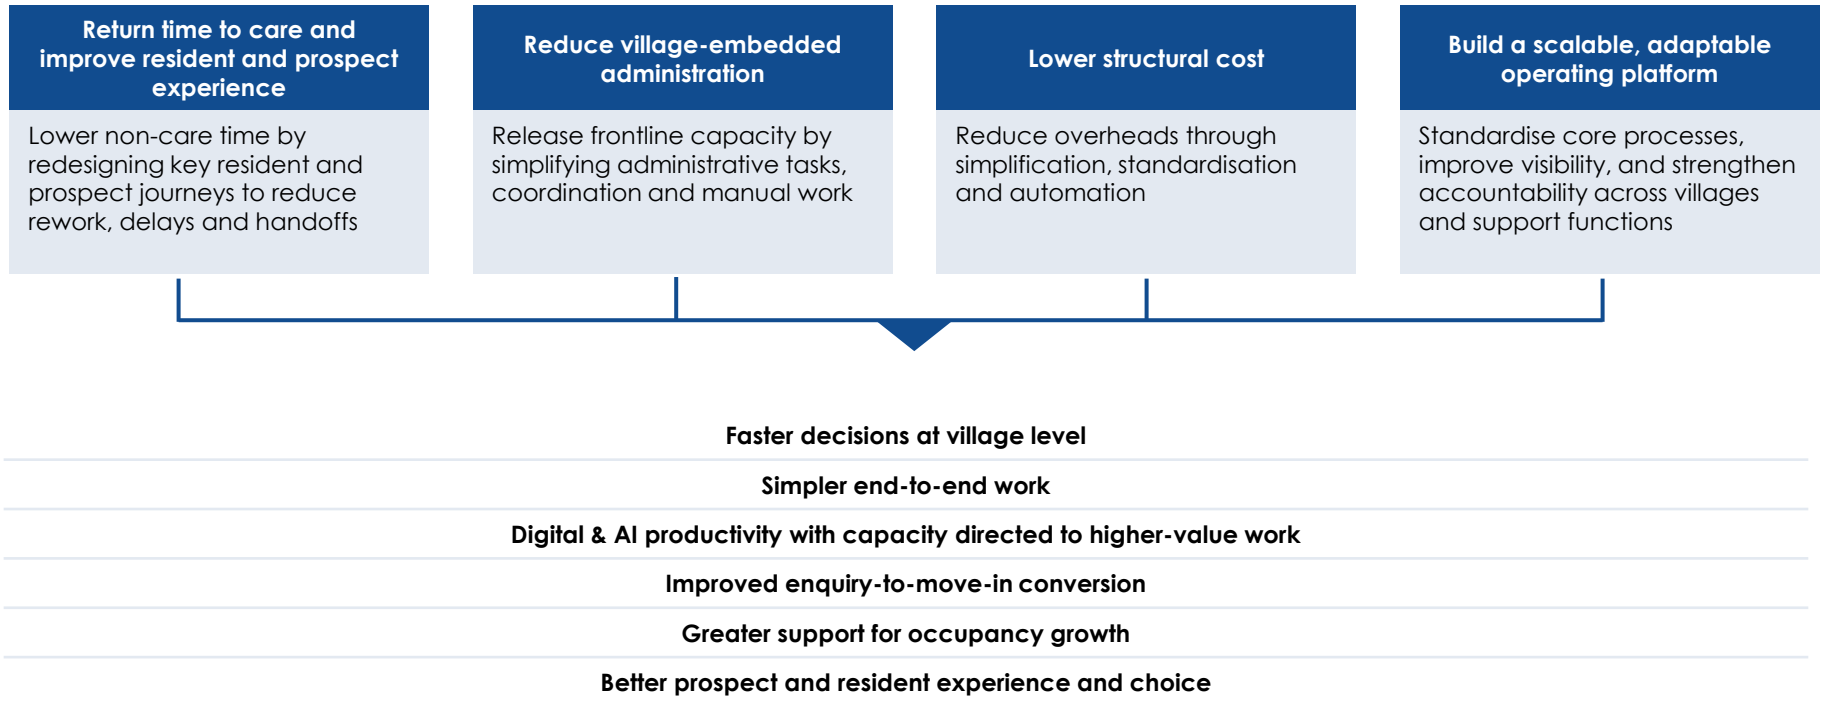 Return time to care and
improve resident and prospect
experience
Lower non-care time by
redesigning key resident and
prospect journeys to reduce
rework, delays and handoffs
Reduce village-embedded
administration
Release frontline capacity by
simplifying administrative tasks,
coordination and manual work
Lower structural cost
Reduce overheads through
simplification, standardisation
and automation
Build a scalable, adaptable
operating platform
Standardise core processes,
improve visibility, and strengthen
accountability across villages
and support functions
Faster decisions at village level
Simpler end-to-end work
Digital & AI productivity with capacity directed to higher-value work
Improved enquiry-to-move-in conversion
Greater support for occupancy growth
Better prospect and resident experience and choice